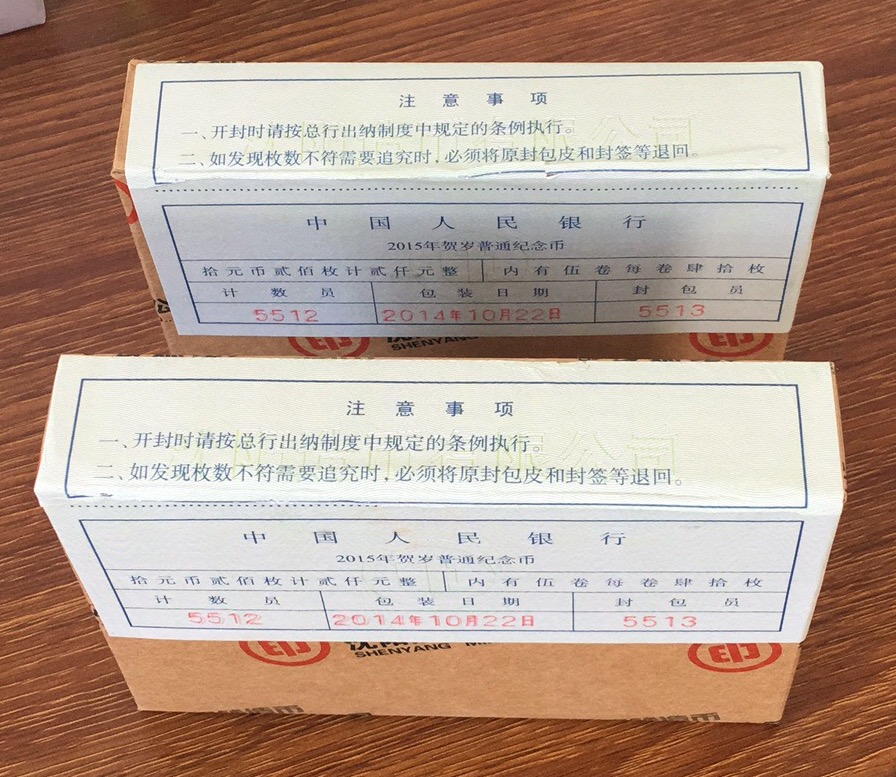 注意事项
一、开封时请按总行出纳制度中规定的条例执行。
二、如发现枚数不符需要追究时,必须将原封包皮和封签等退回。
中国人民银行
2015年贺岁普通纪念币
拾元币贰佰枚计贰仟元整 内有伍卷每卷肆拾枚
计数员 包装日期 封包员
5512 2014年10月22日 5513
SHENYANG
注意事项
一、开封时请按总行出纳制度中规定的条例执行。
二、如发现枚数不符需要追究时,必须将原封包皮和封签等退回。
中国人民银行
2015年贺岁普通纪念币
拾元币贰佰枚计贰仟元整 内有伍卷每卷肆拾枚
计数员 包装日期 封包员
5512 2014年10月22日 5513
SHENYANG